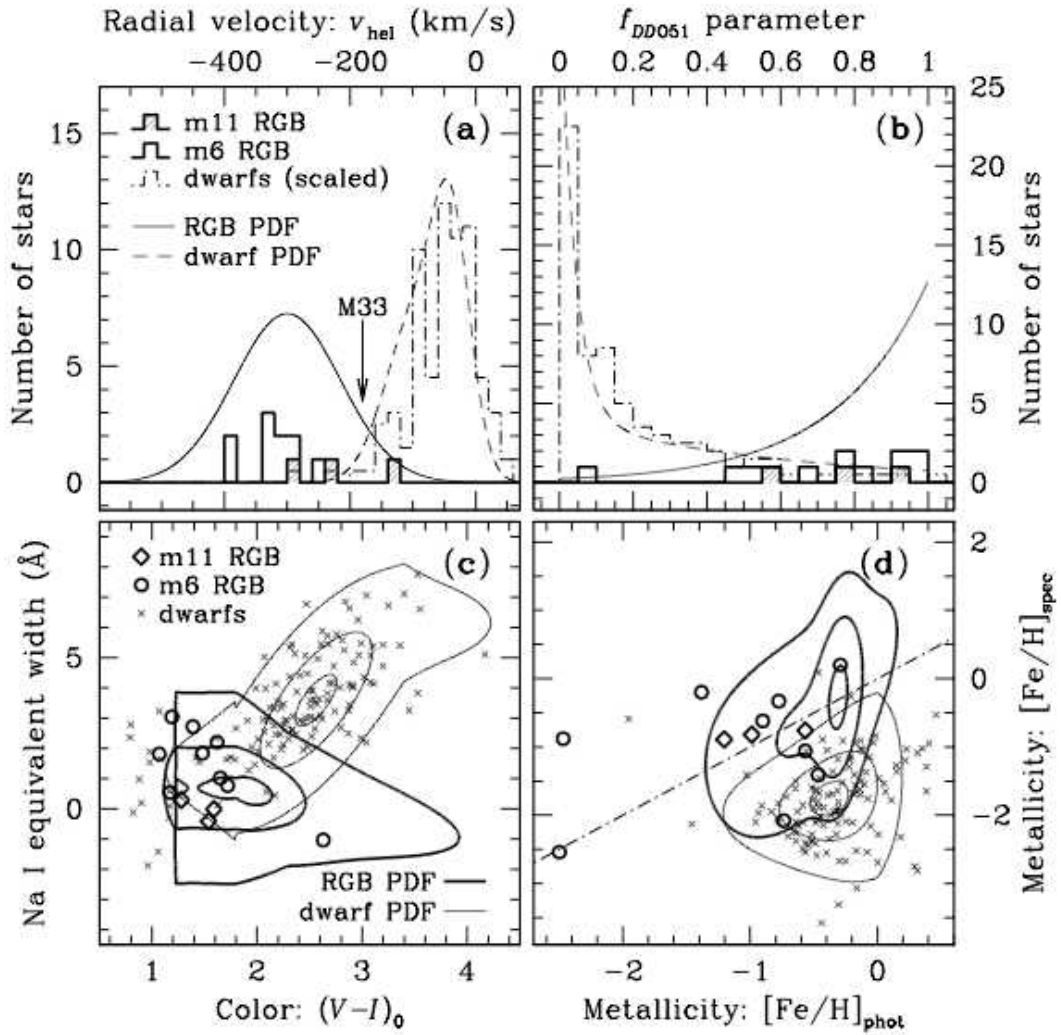 Radial velocity: v_hel (km/s)
f_DDO51 parameter
−400 −200 0
0 0.2 0.4 0.6 0.8 1
15
10
5
0
Number of stars
m11 RGB
m6 RGB
dwarfs (scaled)
RGB PDF
dwarf PDF
M33
(a)
(b)
25
20
15
10
5
0
Number of stars
m11 RGB
m6 RGB
dwarfs
(c)
RGB PDF
dwarf PDF
5
0
Na I equivalent width (Å)
(d)
2
0
−2
Metallicity: [Fe/H]_spec
1 2 3 4
−2 −1 0
Color: (V−I)_0
Metallicity: [Fe/H]_phot